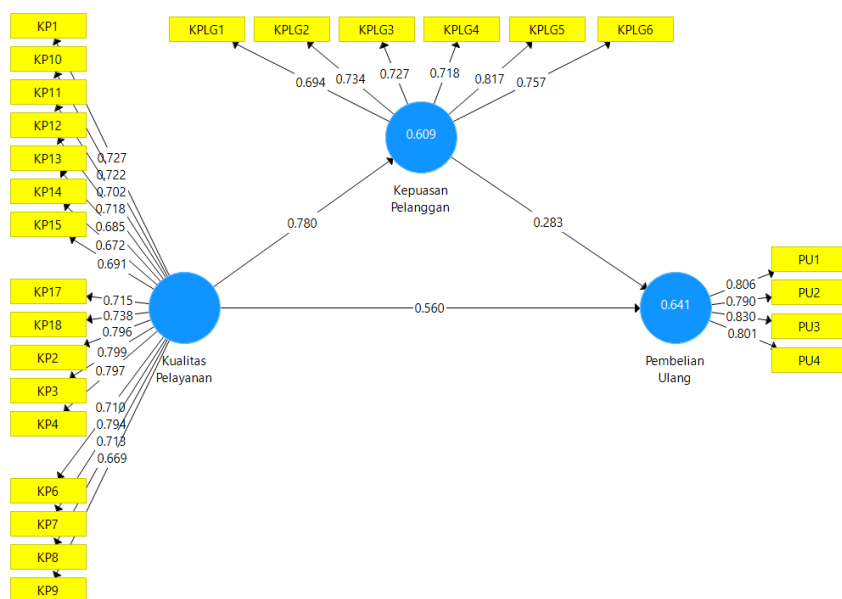 KP1
KP10
KP11
KP12
KP13
KP14
KP15
KP17
KP18
KP2
KP3
KP4
KP6
KP7
KP8
KP9
0.727
0.722
0.702
0.718
0.685
0.672
0.691
0.715
0.738
0.796
0.799
0.797
0.710
0.794
0.713
0.669
Kualitas
Pelayanan
KPLG1 KPLG2 KPLG3 KPLG4 KPLG5 KPLG6
0.694 0.734 0.727 0.718 0.817 0.757
0.609
Kepuasan
Pelanggan
0.780
0.283
0.560
0.641
Pembelian
Ulang
0.806
0.790
0.830
0.801
PU1
PU2
PU3
PU4